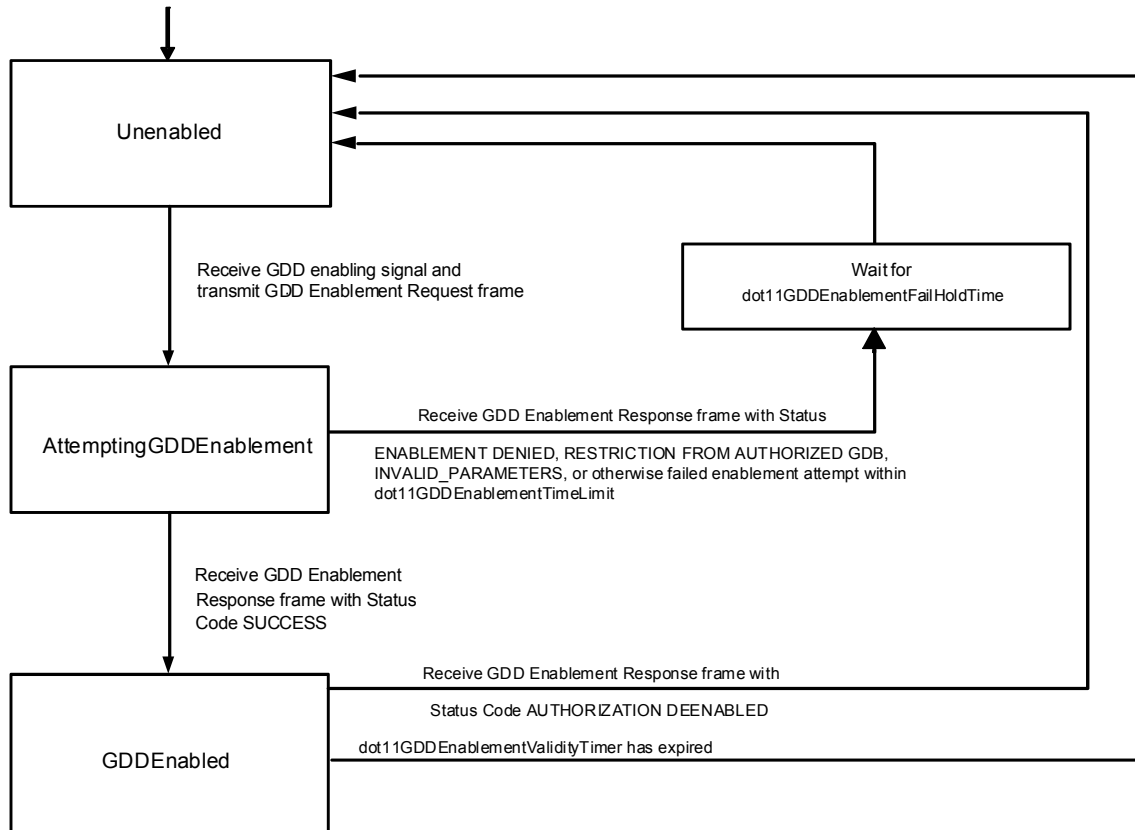 Unenabled
Receive GDD enabling signal and
transmit GDD Enablement Request frame
Wait for
dot11GDDEnablementFailHoldTime
AttemptingGDDEnablement
Receive GDD Enablement Response frame with Status
ENABLEMENT DENIED, RESTRICTION FROM AUTHORIZED GDB,
INVALID_PARAMETERS, or otherwise failed enablement attempt within
dot11GDDEnablementTimeLimit
Receive GDD Enablement
Response frame with Status
Code SUCCESS
GDDEnabled
Receive GDD Enablement Response frame with
Status Code AUTHORIZATION DEENABLED
dot11GDDEnablementValidityTimer has expired